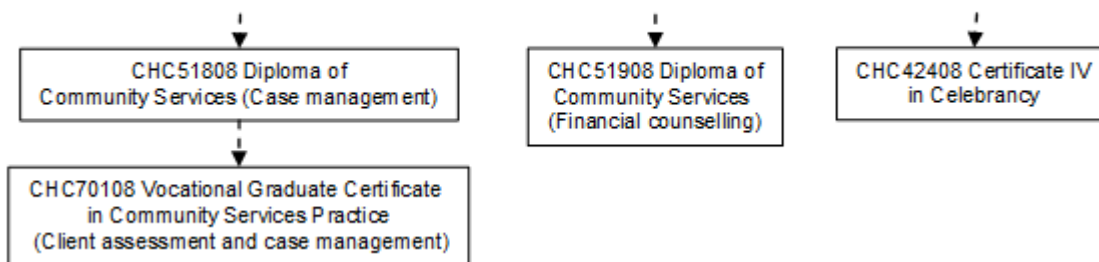 CHC51808 Diploma of
Community Services (Case management)
CHC70108 Vocational Graduate Certificate
in Community Services Practice
(Client assessment and case management)
CHC51908 Diploma of
Community Services
(Financial counselling)
CHC42408 Certificate IV
in Celebrancy